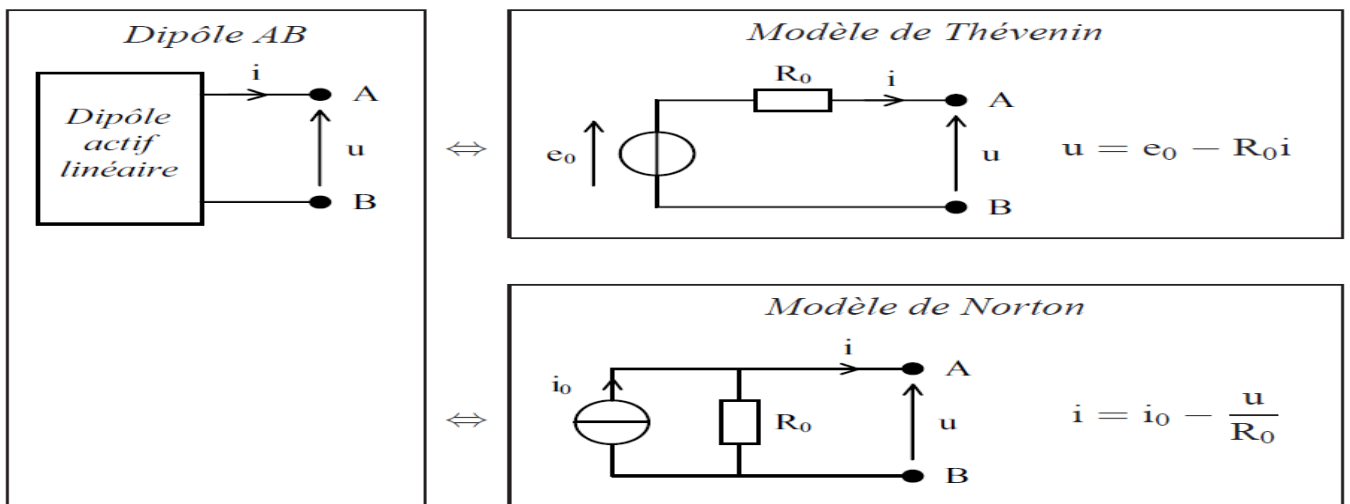 Dipôle AB
i
A
Dipôle
actif
linéaire
u
B
⇔
Modèle de Thévenin
R₀
i
A
e₀
u
u = e₀ − R₀i
B
⇔
Modèle de Norton
i
A
i₀
R₀
u
i = i₀ − u/R₀
B